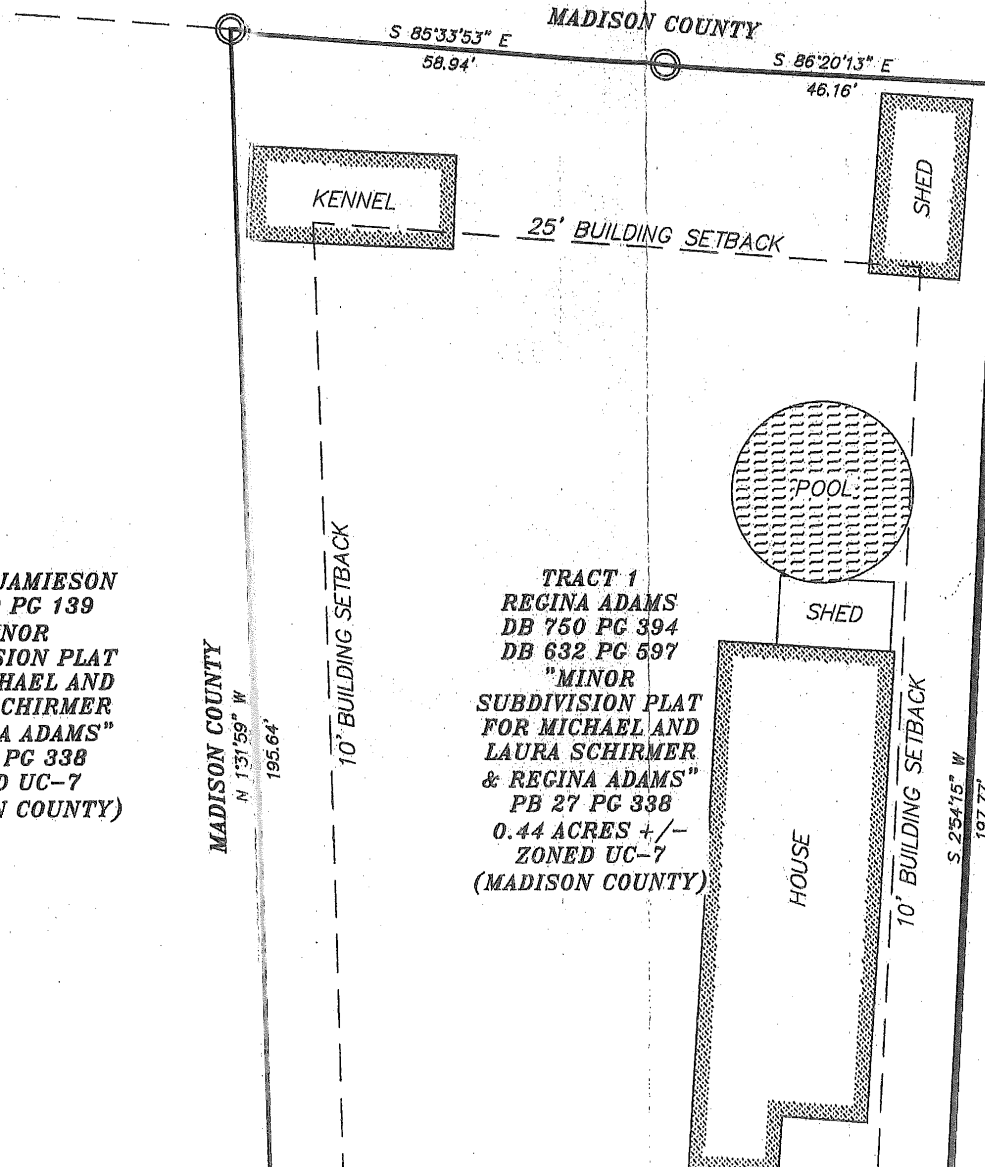 MADISON COUNTY
S 85°33'53" E
58.94'
S 86°20'13" E
46.16'
KENNEL
SHED
25' BUILDING SETBACK
POOL
SHED
10' BUILDING SETBACK
JAMIESON
PG 139
NOR
SION PLAT
HAEL AND
CHIRMER
A ADAMS"
PG 338
D UC-7
N COUNTY)
MADISON COUNTY
N 1°31'59" W
195.64'
TRACT 1
REGINA ADAMS
DB 750 PG 394
DB 632 PG 597
"MINOR
SUBDIVISION PLAT
FOR MICHAEL AND
LAURA SCHIRMER
& REGINA ADAMS"
PB 27 PG 338
0.44 ACRES +/-
ZONED UC-7
(MADISON COUNTY)
HOUSE
10' BUILDING SETBACK
S 2°54'15" W
197.77'